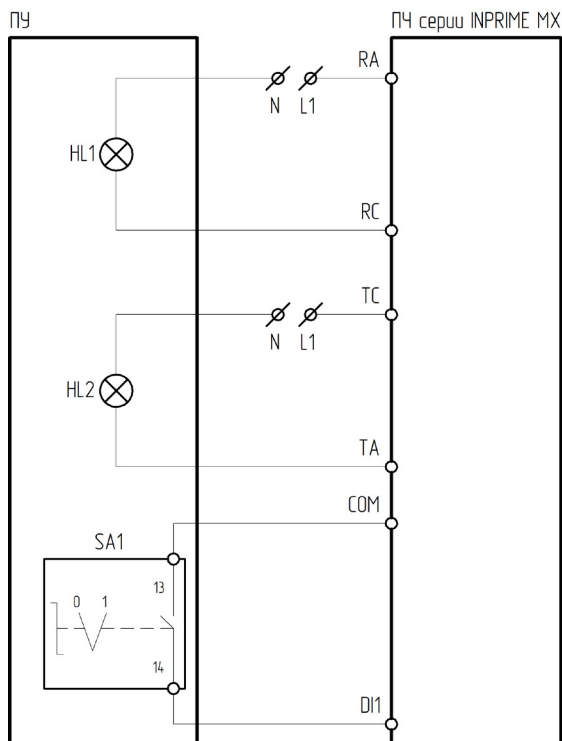 ПУ
ПЧ серии INPRIME MX
RA
N L1
HL1
RC
TC
N L1
HL2
TA
COM
SA1
13
0 1
14
DI1